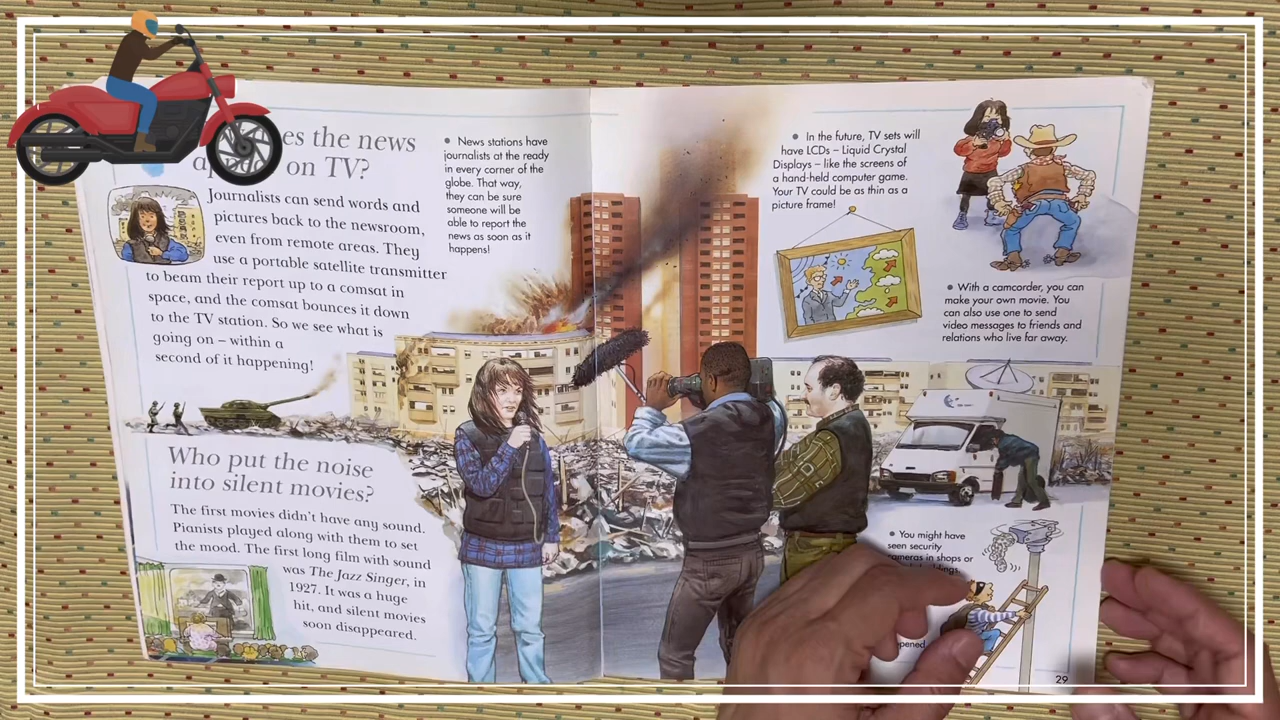 es the news
on TV?
Journalists can send words and
pictures back to the newsroom,
even from remote areas. They
use a portable satellite transmitter
to beam their report up to a comsat in
space, and the comsat bounces it down
to the TV station. So we see what is
going on – within a
second of it happening!
• News stations have
journalists at the ready
in every corner of the
globe. That way,
they can be sure
someone will be
able to report the
news as soon as it
happens!
Who put the noise
into silent movies?
The first movies didn't have any sound.
Pianists played along with them to set
the mood. The first long film with sound
was The Jazz Singer, in
1927. It was a huge
hit, and silent movies
soon disappeared.
• In the future, TV sets will
have LCDs – Liquid Crystal
Displays – like the screens of
a hand-held computer game.
Your TV could be as thin as a
picture frame!
• With a camcorder, you can
make your own movie. You
can also use one to send
video messages to friends and
relations who live far away.
• You might have
seen security
cameras in shops or
29